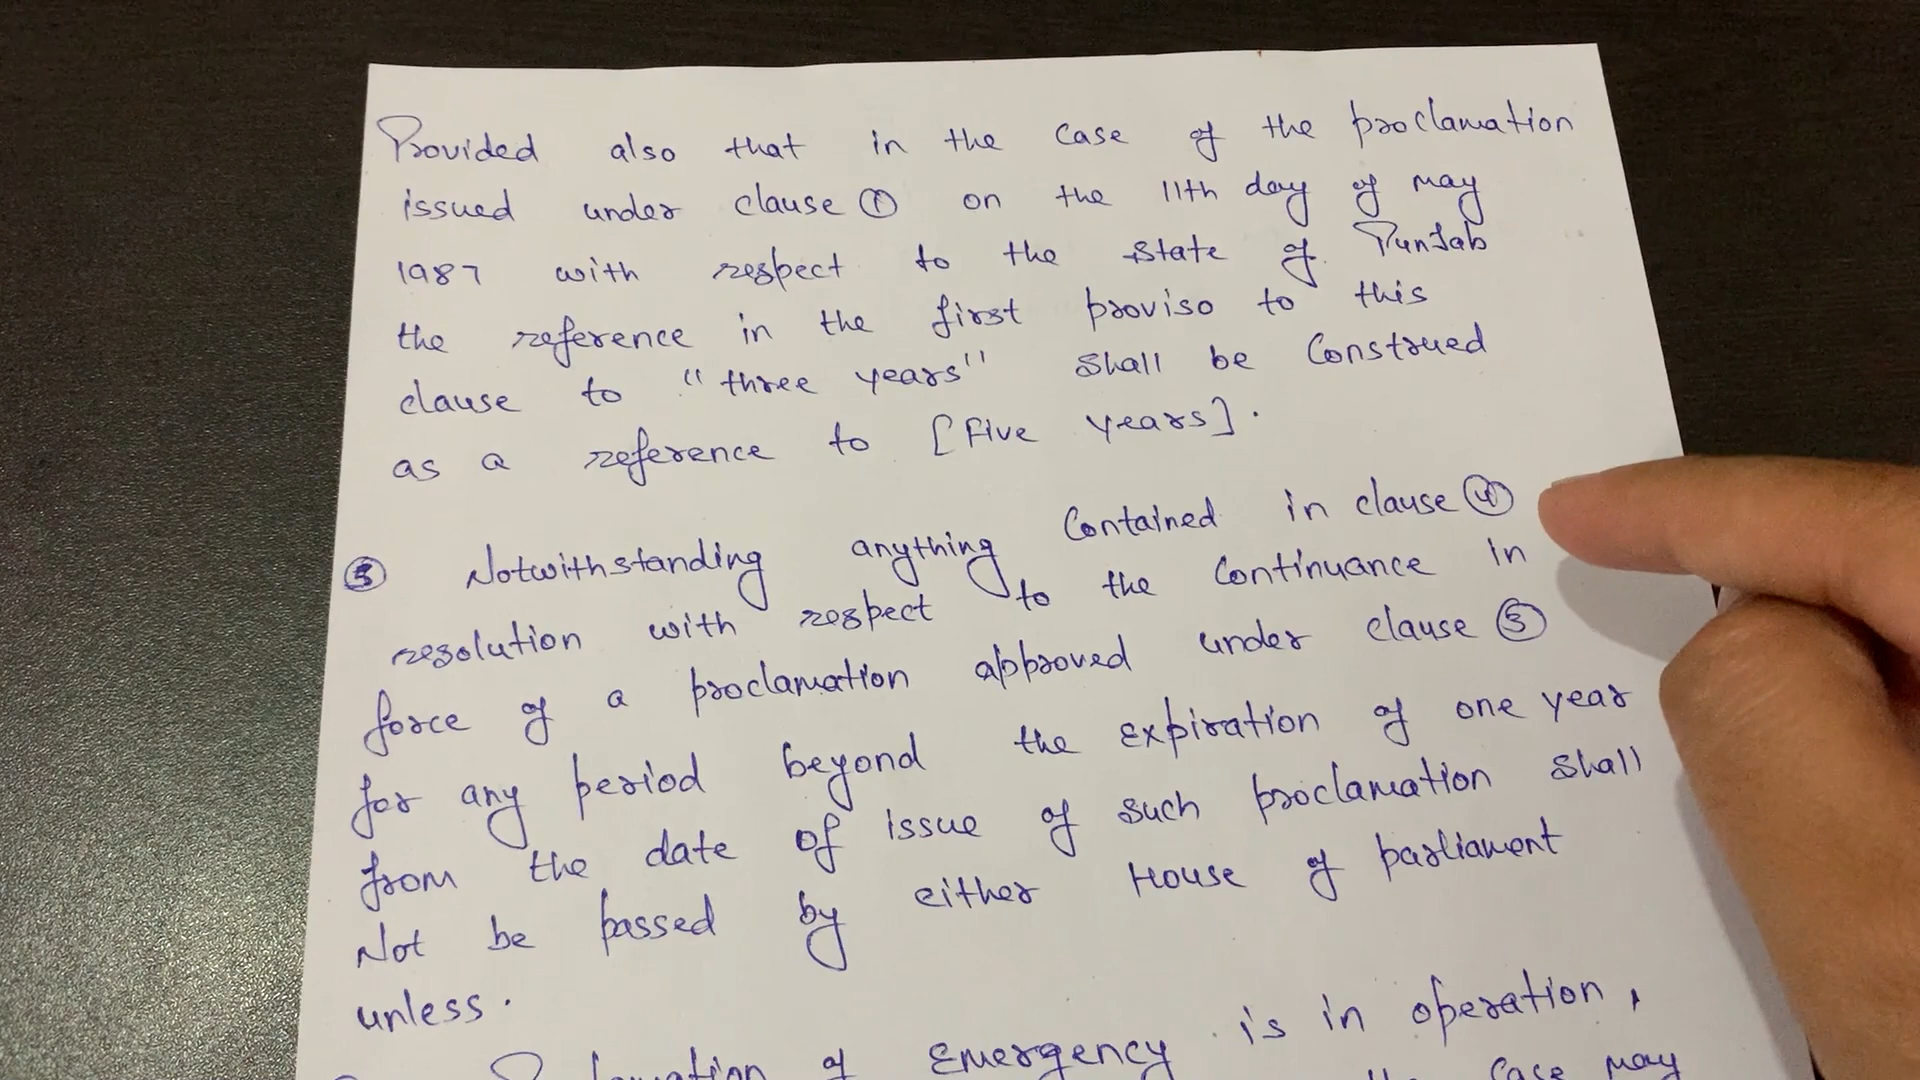 Provided also that in the case of the proclamation
issued under clause ① on the 11th day of may
1987 with respect to the state of Punjab
the reference in the first proviso to this
clause to "three years" shall be Construed
as a reference to [Five years].
⑤ Notwithstanding anything Contained in clause ④
resolution with respect to the continuance in
force of a proclamation approved under clause ⑤
for any period beyond the expiration of one year
from the date of issue of such proclamation shall
Not be passed by either House of parliament
unless.
of Emergency is in operation,
Case may